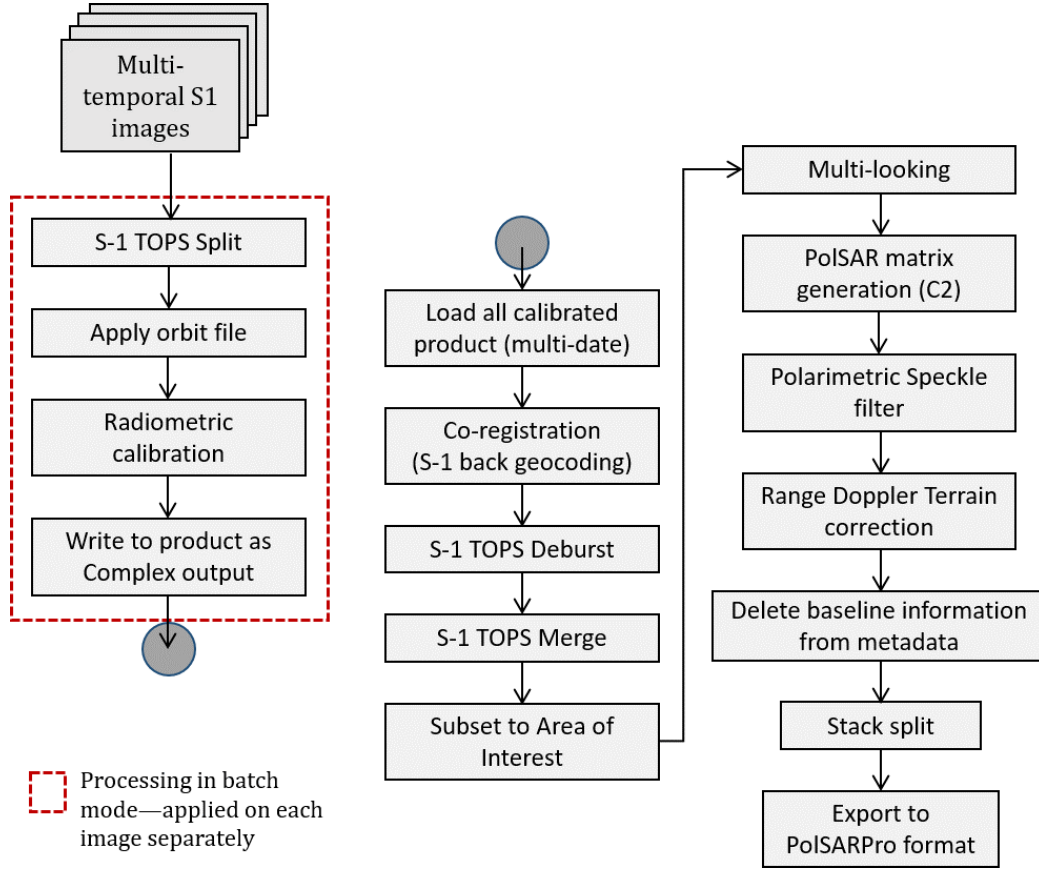 Multi-
temporal S1
images
S-1 TOPS Split
Apply orbit file
Radiometric
calibration
Write to product as
Complex output
Processing in batch
mode—applied on each
image separately
Load all calibrated
product (multi-date)
Co-registration
(S-1 back geocoding)
S-1 TOPS Deburst
S-1 TOPS Merge
Subset to Area of
Interest
Multi-looking
PolSAR matrix
generation (C2)
Polarimetric Speckle
filter
Range Doppler Terrain
correction
Delete baseline information
from metadata
Stack split
Export to
PolSARPro format